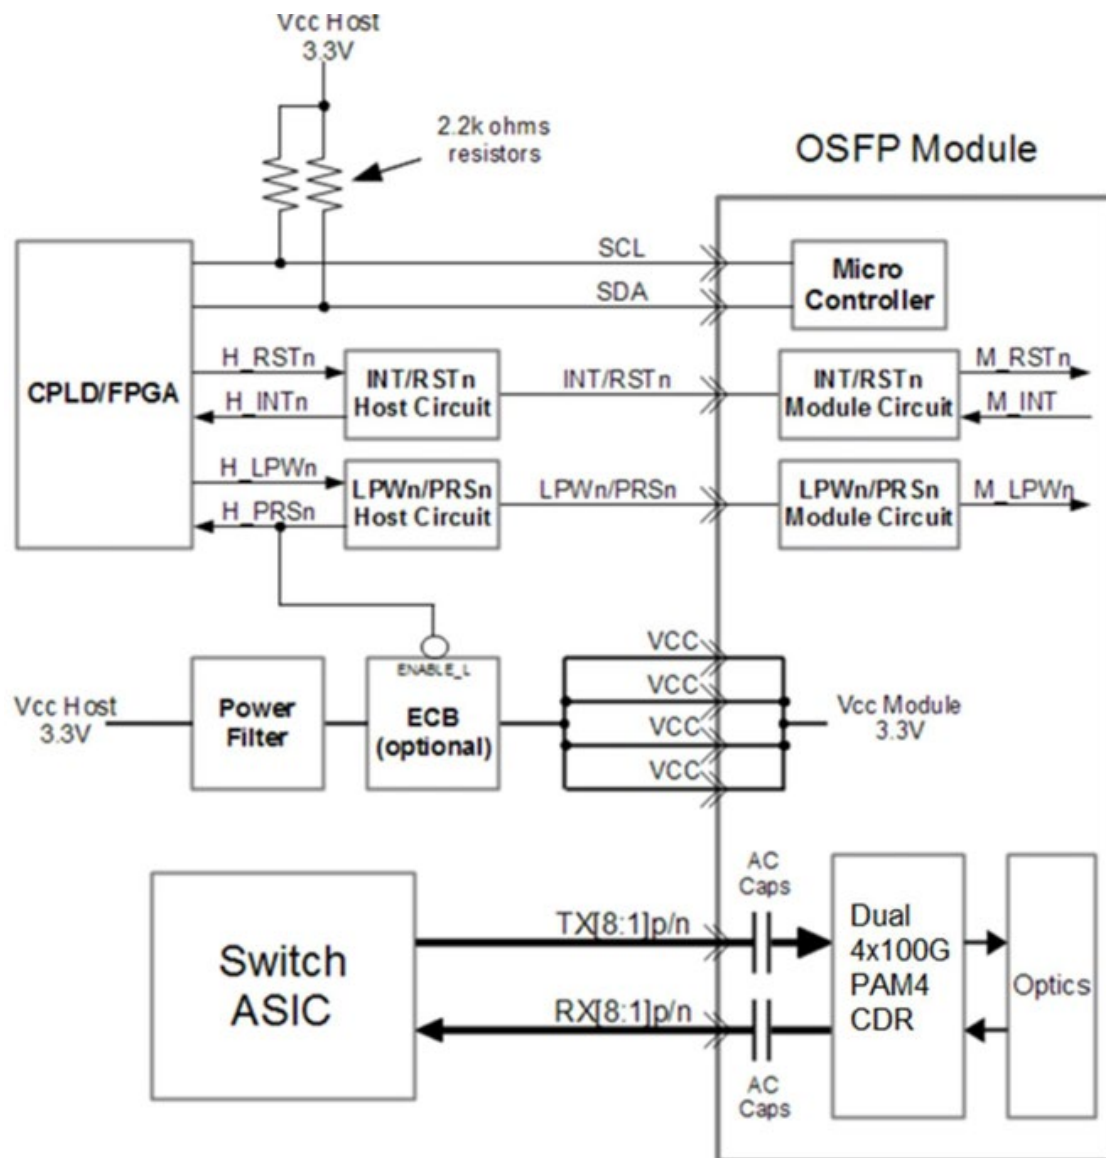 Vcc Host
3.3V
2.2k ohms
resistors
OSFP Module
CPLD/FPGA
SCL
SDA
Micro
Controller
H_RSTn
H_INTn
INT/RSTn
Host Circuit
INT/RSTn
INT/RSTn
Module Circuit
M_RSTn
M_INT
H_LPWn
H_PRSn
LPWn/PRSn
Host Circuit
LPWn/PRSn
LPWn/PRSn
Module Circuit
M_LPWn
Vcc Host
3.3V
Power
Filter
ENABLE_L
ECB
(optional)
VCC
VCC
VCC
VCC
Vcc Module
3.3V
Switch
ASIC
TX[8:1]p/n
RX[8:1]p/n
AC
Caps
AC
Caps
Dual
4x100G
PAM4
CDR
Optics